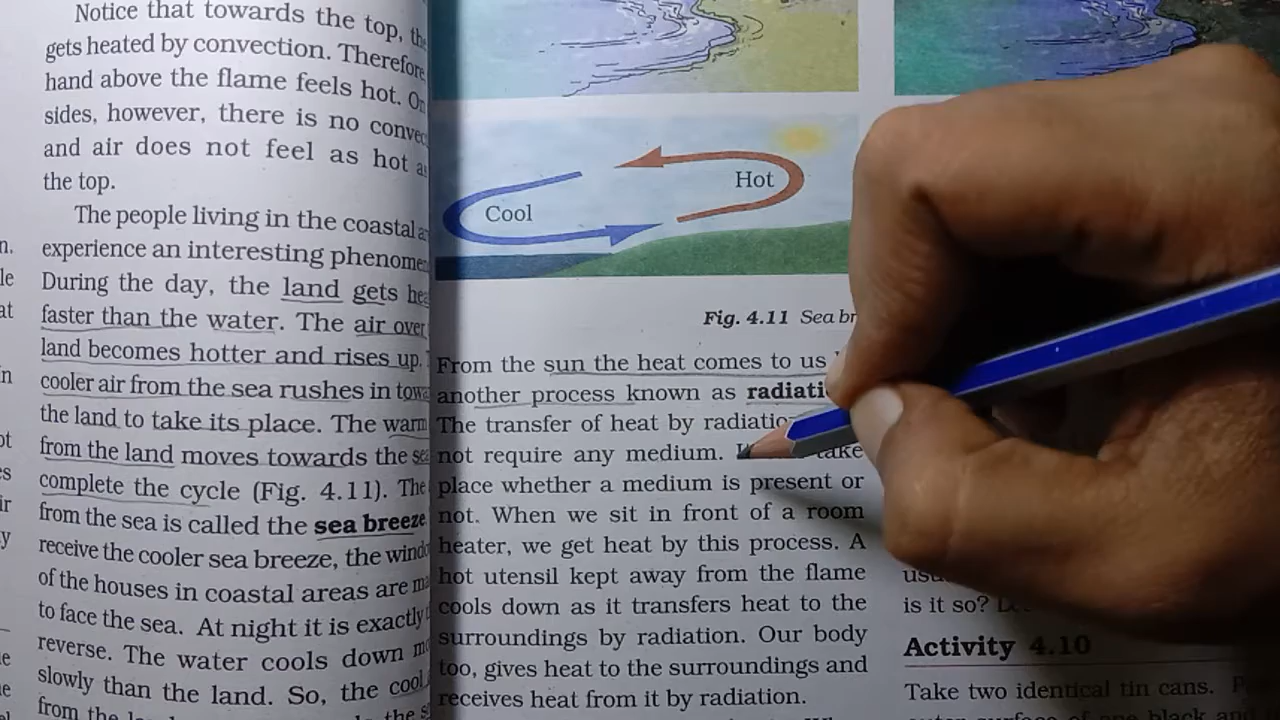 Notice that towards the top,
gets heated by convection. Therefore
hand above the flame feels hot. On
sides, however, there is no
and air does not feel as hot
the top.
The people living in the coastal
experience an interesting
During the day, the land gets
faster than the water. The air over
land becomes hotter and rises up.
cooler air from the sea rushes in
the land to take its place. The warm
from the land moves towards the
complete the cycle (Fig. 4.11). The
from the sea is called the sea breeze
receive the cooler sea breeze, the
of the houses in coastal areas are
to face the sea. At night it is exactly
reverse. The water cools down
slowly than the land. So, the cool
from the
Cool
Hot
Fig. 4.11 Sea
From the sun the heat comes to us
another process known as
The transfer of heat by
not require any medium. take
place whether a medium is present or
not. When we sit in front of a room
heater, we get heat by this process. A
hot utensil kept away from the flame
cools down as it transfers heat to the
surroundings by radiation. Our body
too, gives heat to the surroundings and
receives heat from it by radiation.
is it so?
Activity 4.10
Take two identical tin cans.